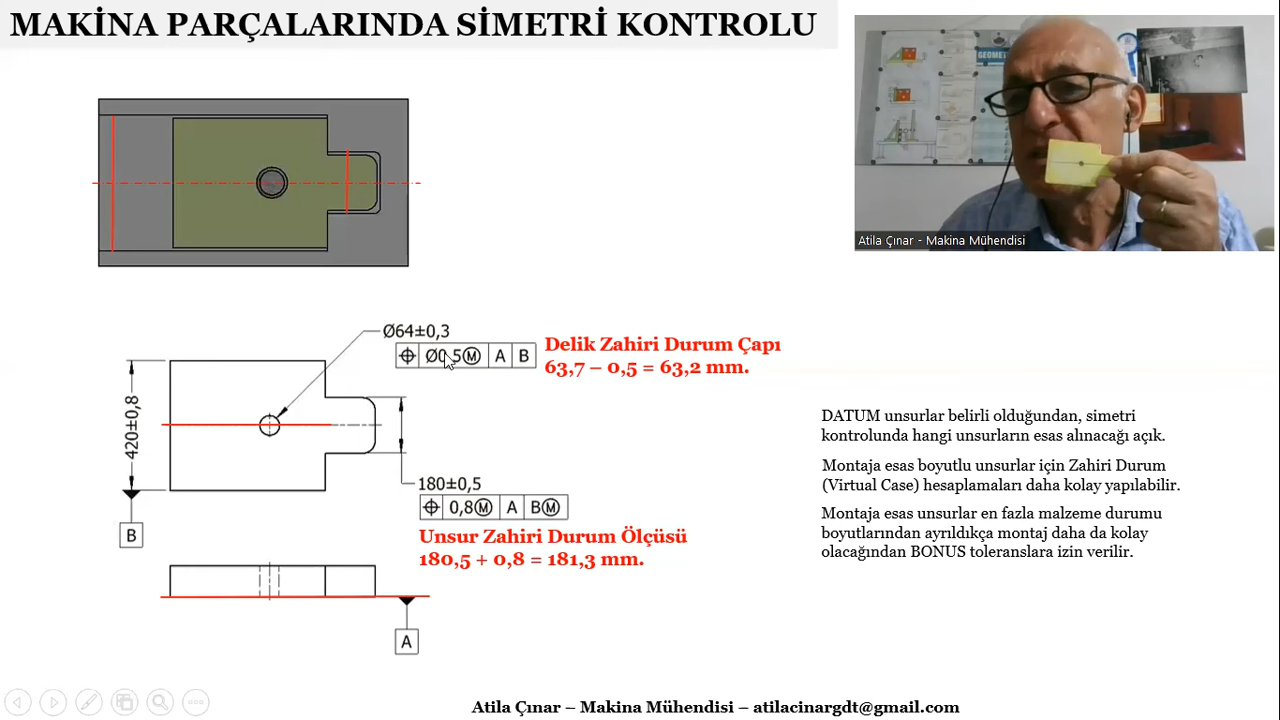 MAKİNA PARÇALARINDA SİMETRİ KONTROLU
GEOMET
Atila Çınar - Makina Mühendisi
Ø64±0,3
Ø0,5Ⓜ A B
Delik Zahiri Durum Çapı
63,7 – 0,5 = 63,2 mm.
420±0,8
B
180±0,5
0,8Ⓜ A BⓂ
Unsur Zahiri Durum Ölçüsü
180,5 + 0,8 = 181,3 mm.
A
DATUM unsurlar belirli olduğundan, simetri
kontrolunda hangi unsurların esas alınacağı açık.
Montaja esas boyutlu unsurlar için Zahiri Durum
(Virtual Case) hesaplamaları daha kolay yapılabilir.
Montaja esas unsurlar en fazla malzeme durumu
boyutlarından ayrıldıkça montaj daha da kolay
olacağından BONUS toleranslara izin verilir.
Atila Çınar – Makina Mühendisi – atilacinargdt@gmail.com